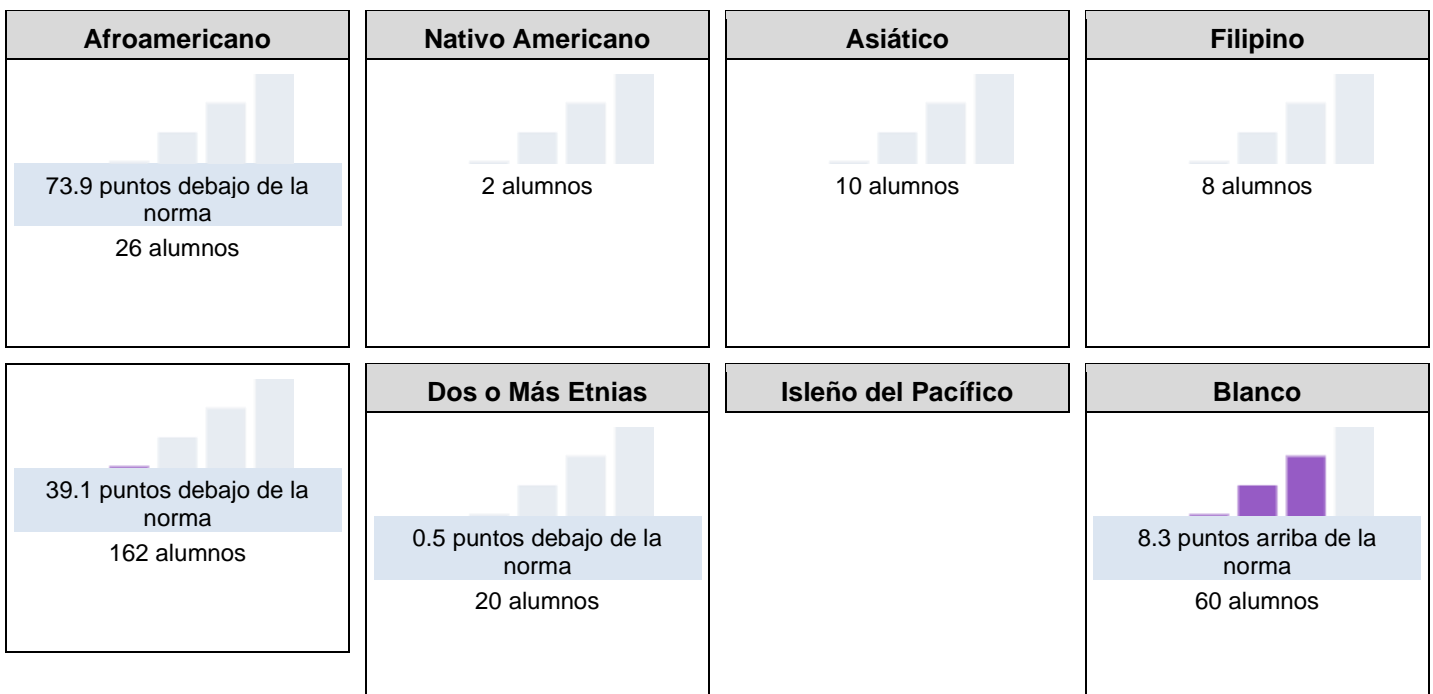 Afroamericano
73.9 puntos debajo de la
norma
26 alumnos
Nativo Americano
2 alumnos
Asiático
10 alumnos
Filipino
8 alumnos
39.1 puntos debajo de la
norma
162 alumnos
Dos o Más Etnias
0.5 puntos debajo de la
norma
20 alumnos
Isleño del Pacífico
Blanco
8.3 puntos arriba de la
norma
60 alumnos